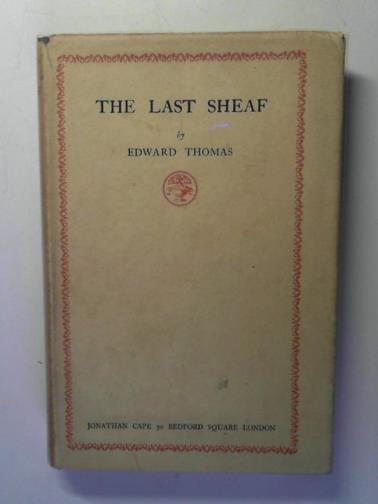 THE LAST SHEAF
by
EDWARD THOMAS
JONATHAN CAPE 30 BEDFORD SQUARE LONDON